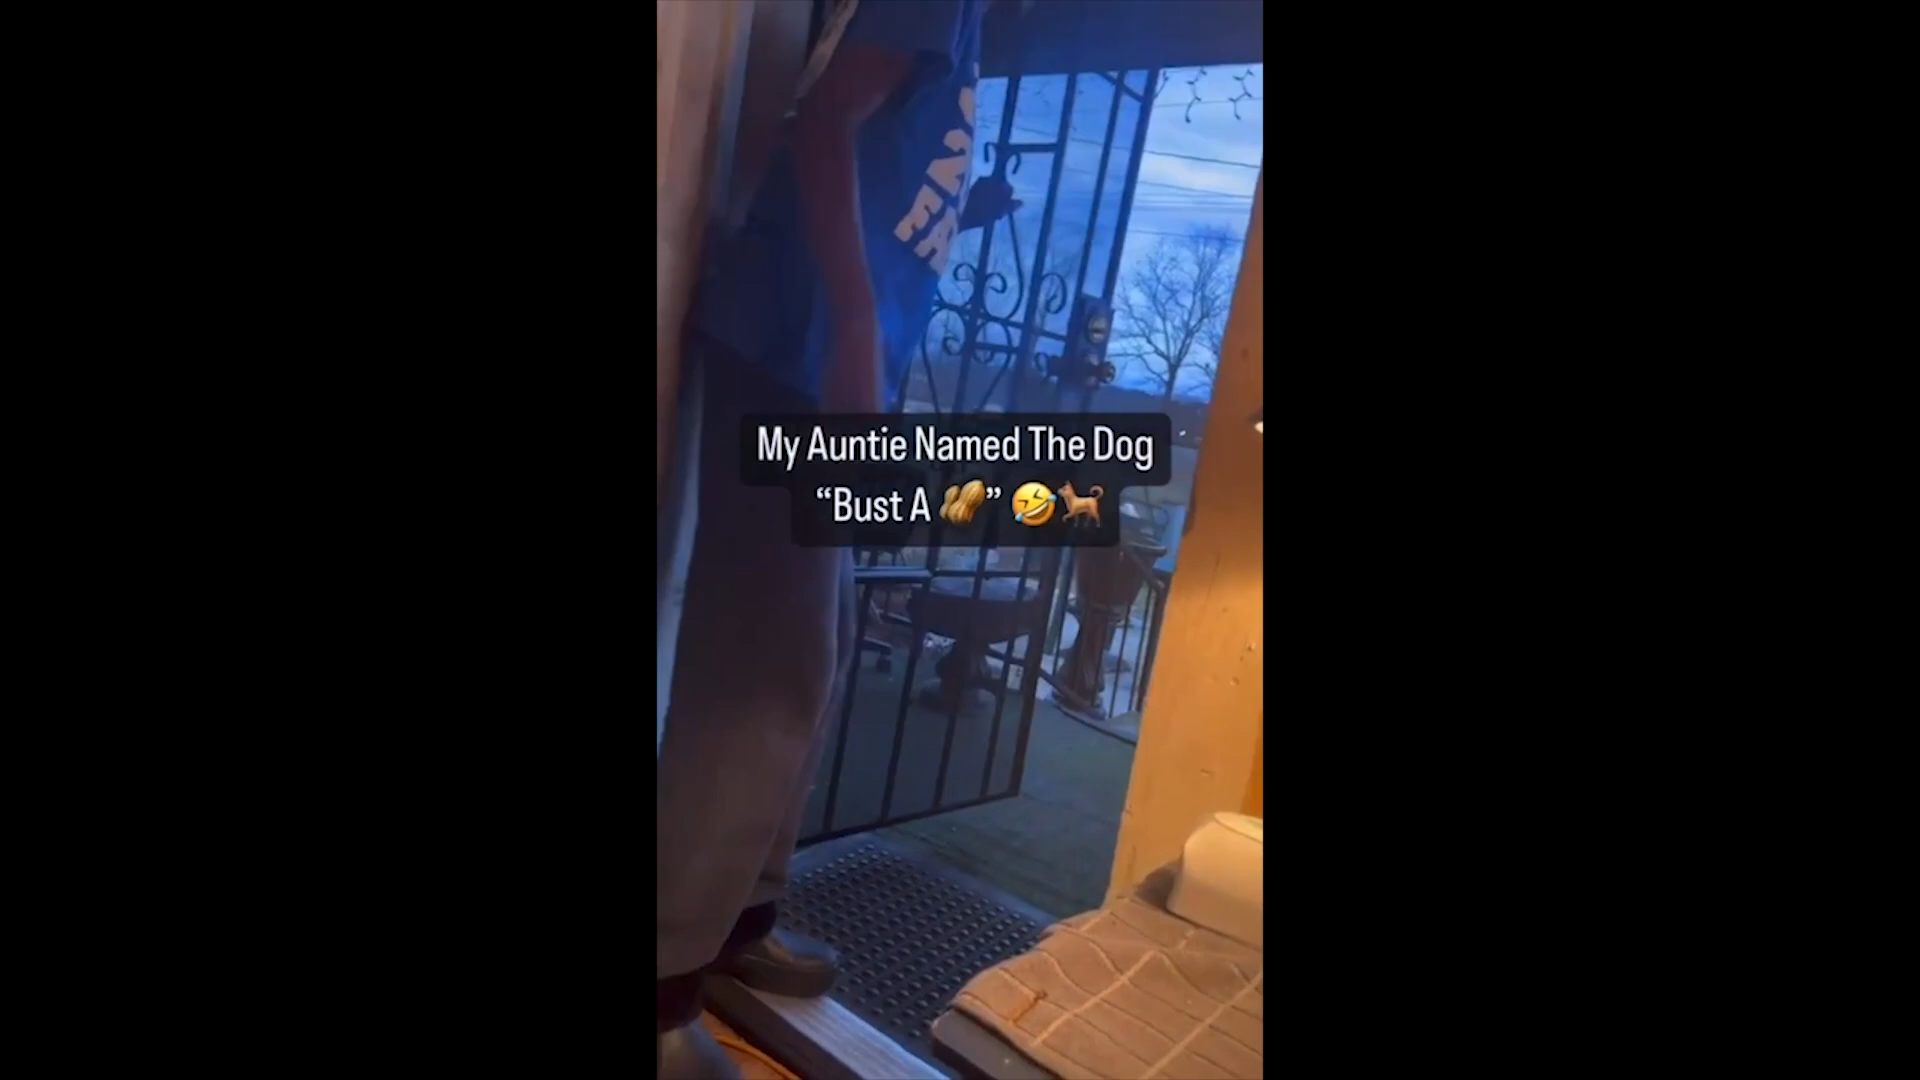 My Auntie Named The Dog
“Bust A 🥜” 🤣🐕